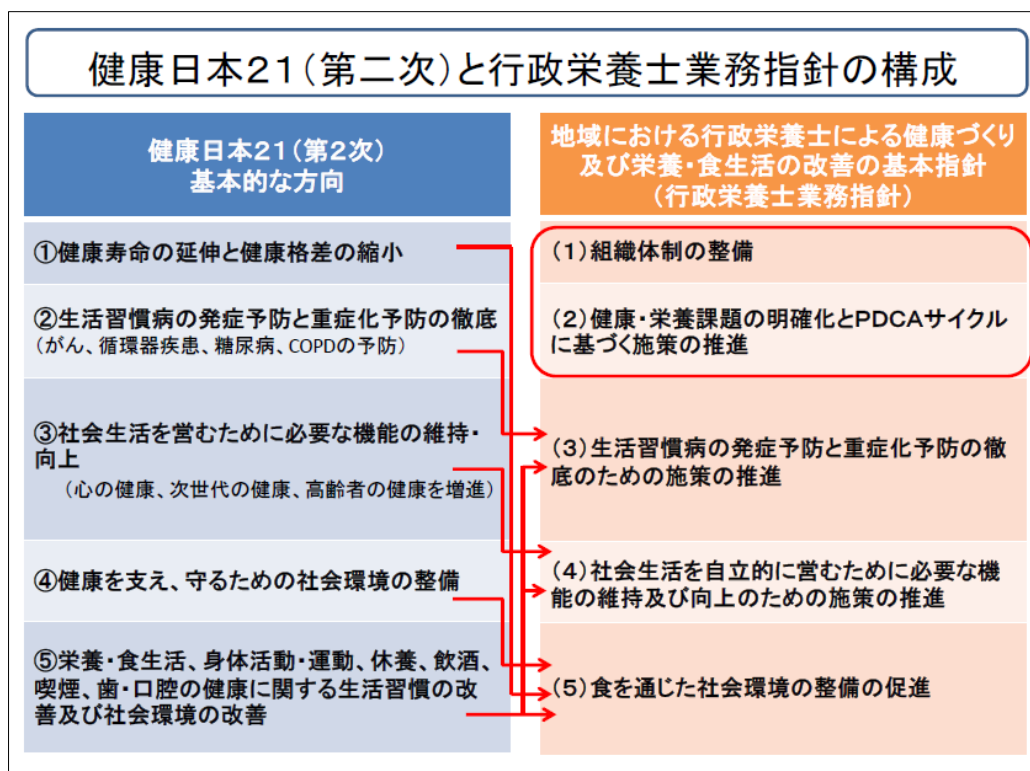 健康日本２１（第二次）と行政栄養士業務指針の構成
健康日本２１（第２次）
基本的な方向
①健康寿命の延伸と健康格差の縮小
②生活習慣病の発症予防と重症化予防の徹底
（がん、循環器疾患、糖尿病、COPDの予防）
③社会生活を営むために必要な機能の維持・
向上
（心の健康、次世代の健康、高齢者の健康を増進）
④健康を支え、守るための社会環境の整備
⑤栄養・食生活、身体活動・運動、休養、飲酒、
喫煙、歯・口腔の健康に関する生活習慣の改
善及び社会環境の改善
地域における行政栄養士による健康づくり
及び栄養・食生活の改善の基本指針
（行政栄養士業務指針）
（１）組織体制の整備
（２）健康・栄養課題の明確化とPDCAサイクル
に基づく施策の推進
（３）生活習慣病の発症予防と重症化予防の徹
底のための施策の推進
（４）社会生活を自立的に営むために必要な機
能の維持及び向上のための施策の推進
（５）食を通じた社会環境の整備の促進